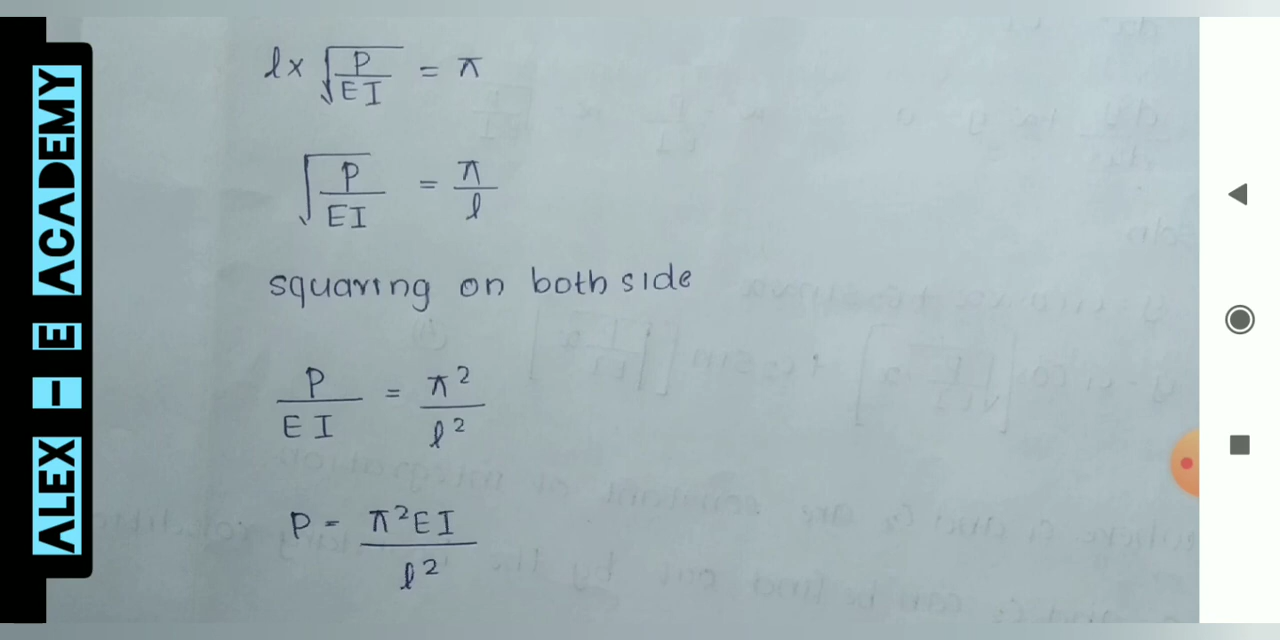 ALEX - E ACADEMY
l x √P/EI = π
√P/EI = π/l
squaring on both side
P/EI = π²/l²
P = π²EI/l²